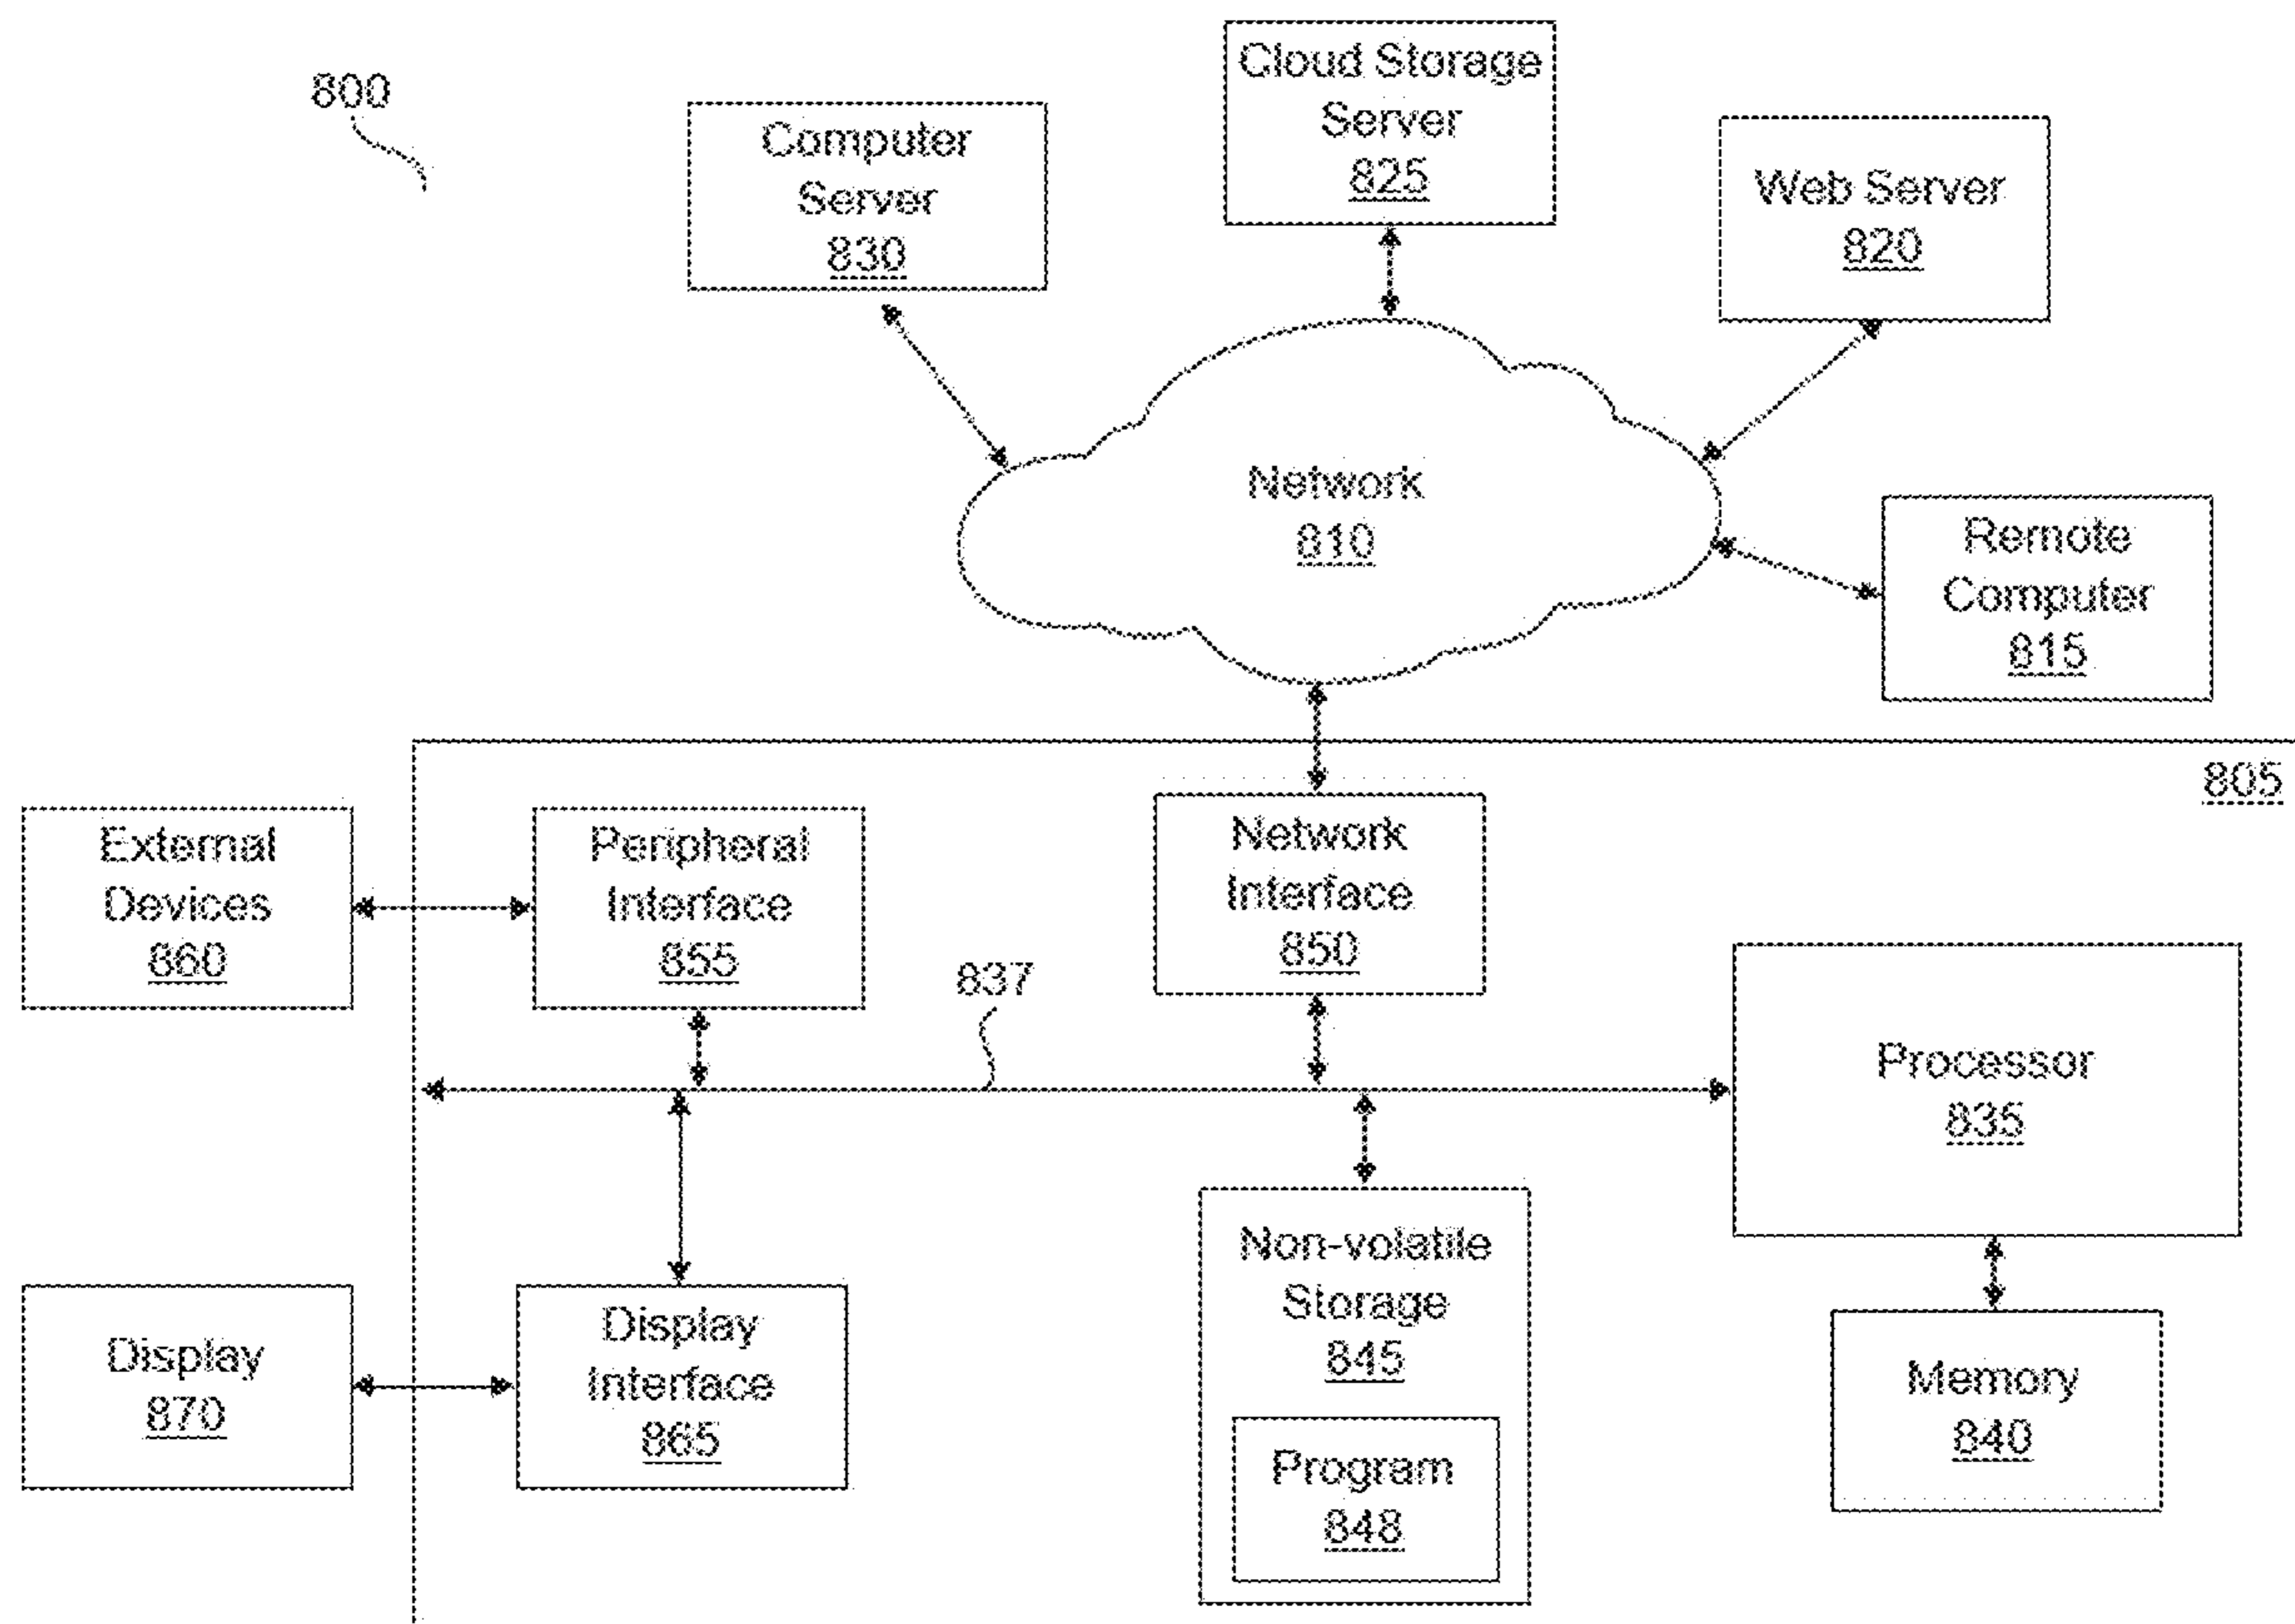 800
Computer
Server
830
Cloud Storage
Server
825
Web Server
820
Network
810
Remote
Computer
815
805
External
Devices
860
Peripheral
Interface
855
Network
Interface
850
837
Processor
835
Display
870
Display
Interface
865
Non-volatile
Storage
845
Program
848
Memory
840